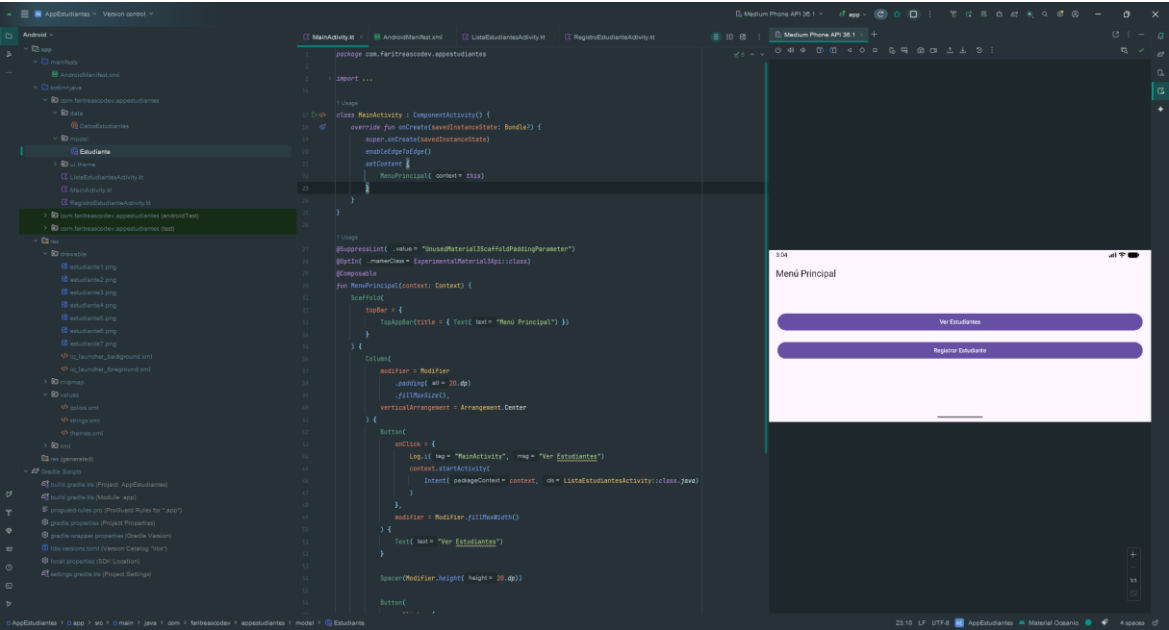 AppEstudiantes Version control
Medium Phone API 36.1 app
Android
app
manifests
AndroidManifest.xml
kotlin+java
com.faritreascodev.appestudiantes
data
DatosEstudiantes
model
Estudiante
ui.theme
ListaEstudiantesActivity.kt
MainActivity.kt
RegistroEstudianteActivity.kt
com.faritreascodev.appestudiantes (androidTest)
com.faritreascodev.appestudiantes (test)
res
drawable
estudiante1.png
estudiante2.png
estudiante3.png
estudiante4.png
estudiante5.png
estudiante6.png
estudiante7.png
ic_launcher_background.xml
ic_launcher_foreground.xml
mipmap
values
colors.xml
strings.xml
themes.xml
xml
res (generated)
Gradle Scripts
build.gradle.kts (Project: AppEstudiantes)
build.gradle.kts (Module :app)
proguard-rules.pro (ProGuard Rules for ":app")
gradle.properties (Project Properties)
gradle-wrapper.properties (Gradle Version)
libs.versions.toml (Version Catalog "libs")
local.properties (SDK Location)
settings.gradle.kts (Project Settings)
MainActivity.kt AndroidManifest.xml ListaEstudiantesActivity.kt RegistroEstudianteActivity.kt
package com.faritreascodev.appestudiantes
import ...
1 Usage
class MainActivity : ComponentActivity() {
override fun onCreate(savedInstanceState: Bundle?) {
super.onCreate(savedInstanceState)
enableEdgeToEdge()
setContent {
MenuPrincipal( context = this)
}
}
}
1 Usage
@SuppressLint( ...value = "UnusedMaterial3ScaffoldPaddingParameter")
@OptIn( ...markerClass = ExperimentalMaterial3Api::class)
@Composable
fun MenuPrincipal(context: Context) {
Scaffold(
topBar = {
TopAppBar(title = { Text( text = "Menú Principal") })
}
) {
Column(
modifier = Modifier
.padding( all = 20.dp)
.fillMaxSize(),
verticalArrangement = Arrangement.Center
) {
Button(
onClick = {
Log.i( tag = "MainActivity", msg = "Ver Estudiantes")
context.startActivity(
Intent( packageContext = context, cls = ListaEstudiantesActivity::class.java)
)
},
modifier = Modifier.fillMaxWidth()
) {
Text( text = "Ver Estudiantes")
}
Spacer(Modifier.height( height = 20.dp))
Button(
Medium Phone API 36.1
3:04
Menú Principal
Ver Estudiantes
Registrar Estudiante
1:1
AppEstudiantes > app > src > main > java > com > faritreascodev > appestudiantes > model > Estudiante
23:10 LF UTF-8 AppEstudiantes Material Oceanic 4 spaces